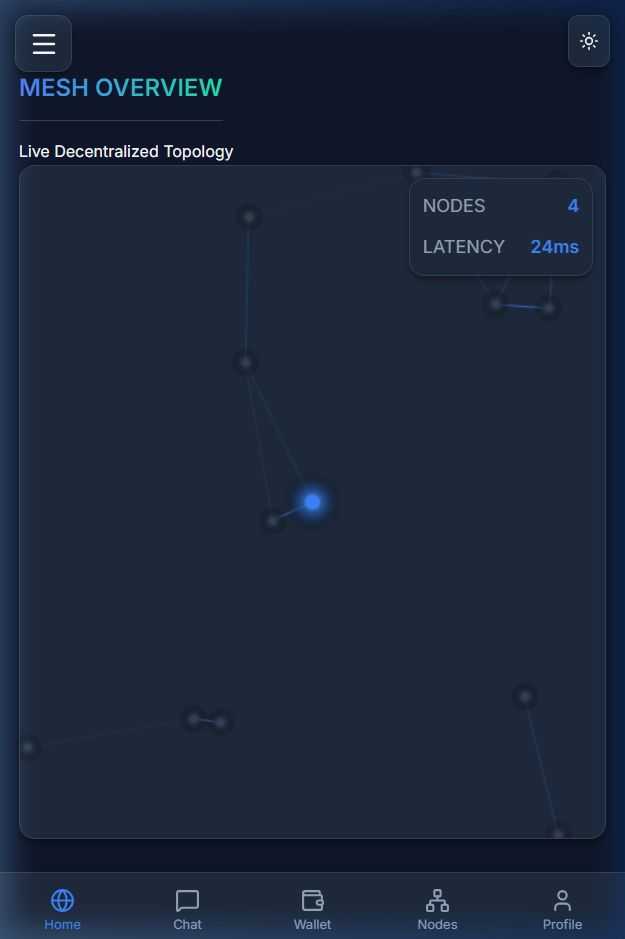 MESH OVERVIEW
Live Decentralized Topology
NODES 4
LATENCY 24ms
Home Chat Wallet Nodes Profile